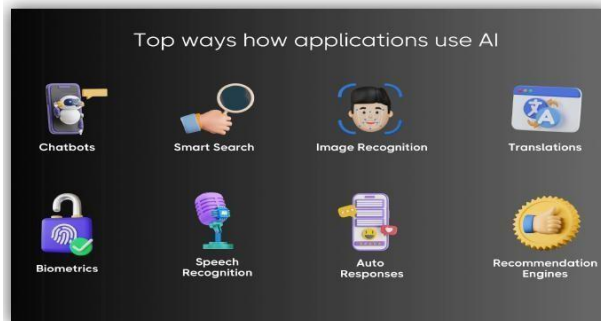 Top ways how applications use AI
Chatbots
Smart Search
Image Recognition
Translations
Biometrics
Speech
Recognition
Auto
Responses
Recommendation
Engines